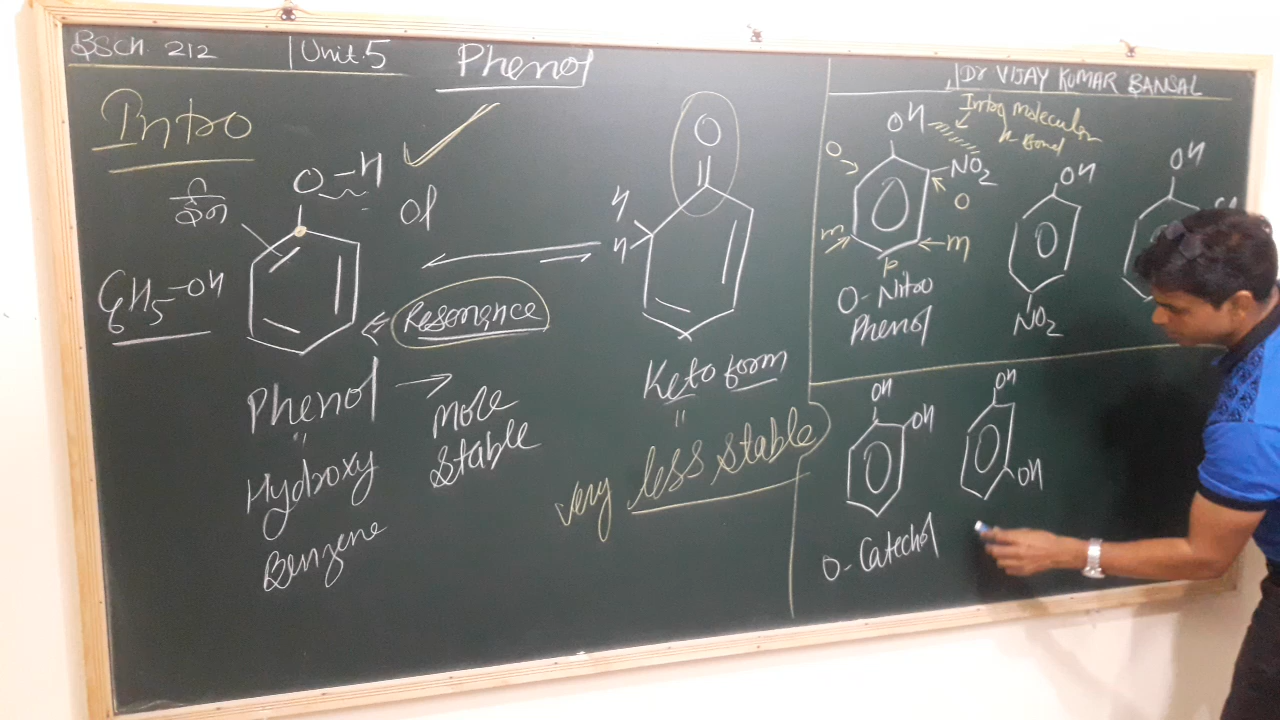 BSCH. 212
Unit.5
Phenol
Dr VIJAY KUMAR BANSAL
Intro
O-H
ol
C6H5-OH
Resonance
Phenol
"
Hydroxy
Benzene
More
Stable
O
H
H
Keto form
"
very less stable
OH
Intra molecular
H Bond
NO2
O
O
m
m
P
O-Nitro
Phenol
OH
NO2
OH
OH
OH
O-Catechol
OH
OH